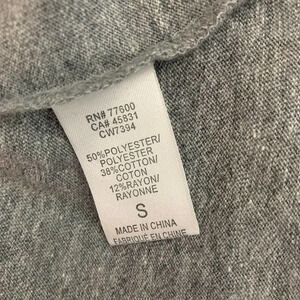 RN# 77600
CA# 45831
CW7394
50%POLYESTER/
POLYESTER
38%COTTON/
COTON
12%RAYON/
RAYONNE
S
MADE IN CHINA
FABRIQUÉ EN CHINE